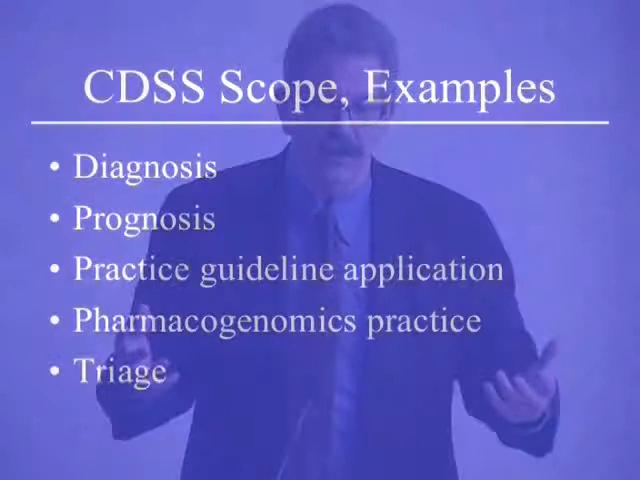 CDSS Scope, Examples
• Diagnosis
• Prognosis
• Practice guideline application
• Pharmacogenomics practice
• Triage